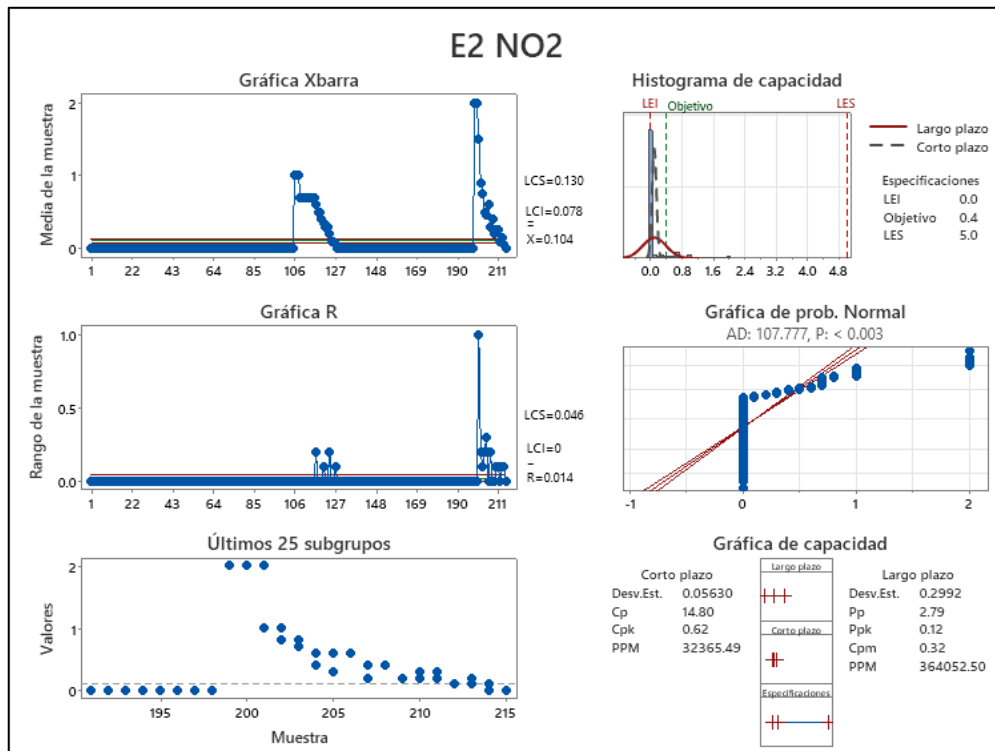 E2 NO2
Gráfica Xbarra
Media de la muestra
2
1
0
1 22 43 64 85 106 127 148 169 190 211
LCS=0.130
LCI=0.078
X=0.104
Histograma de capacidad
LEI Objetivo LES
0.0 0.8 1.6 2.4 3.2 4.0 4.8
Largo plazo
Corto plazo
Especificaciones
LEI 0.0
Objetivo 0.4
LES 5.0
Gráfica R
Rango de la muestra
1.0
0.5
0.0
1 22 43 64 85 106 127 148 169 190 211
LCS=0.046
LCI=0
R=0.014
Gráfica de prob. Normal
AD: 107.777, P: < 0.003
-1 0 1 2
Últimos 25 subgrupos
Valores
2
1
0
195 200 205 210 215
Muestra
Gráfica de capacidad
Corto plazo
Desv.Est. 0.05630
Cp 14.80
Cpk 0.62
PPM 32365.49
Largo plazo
Corto plazo
Especificaciones
Largo plazo
Desv.Est. 0.2992
Pp 2.79
Ppk 0.12
Cpm 0.32
PPM 364052.50